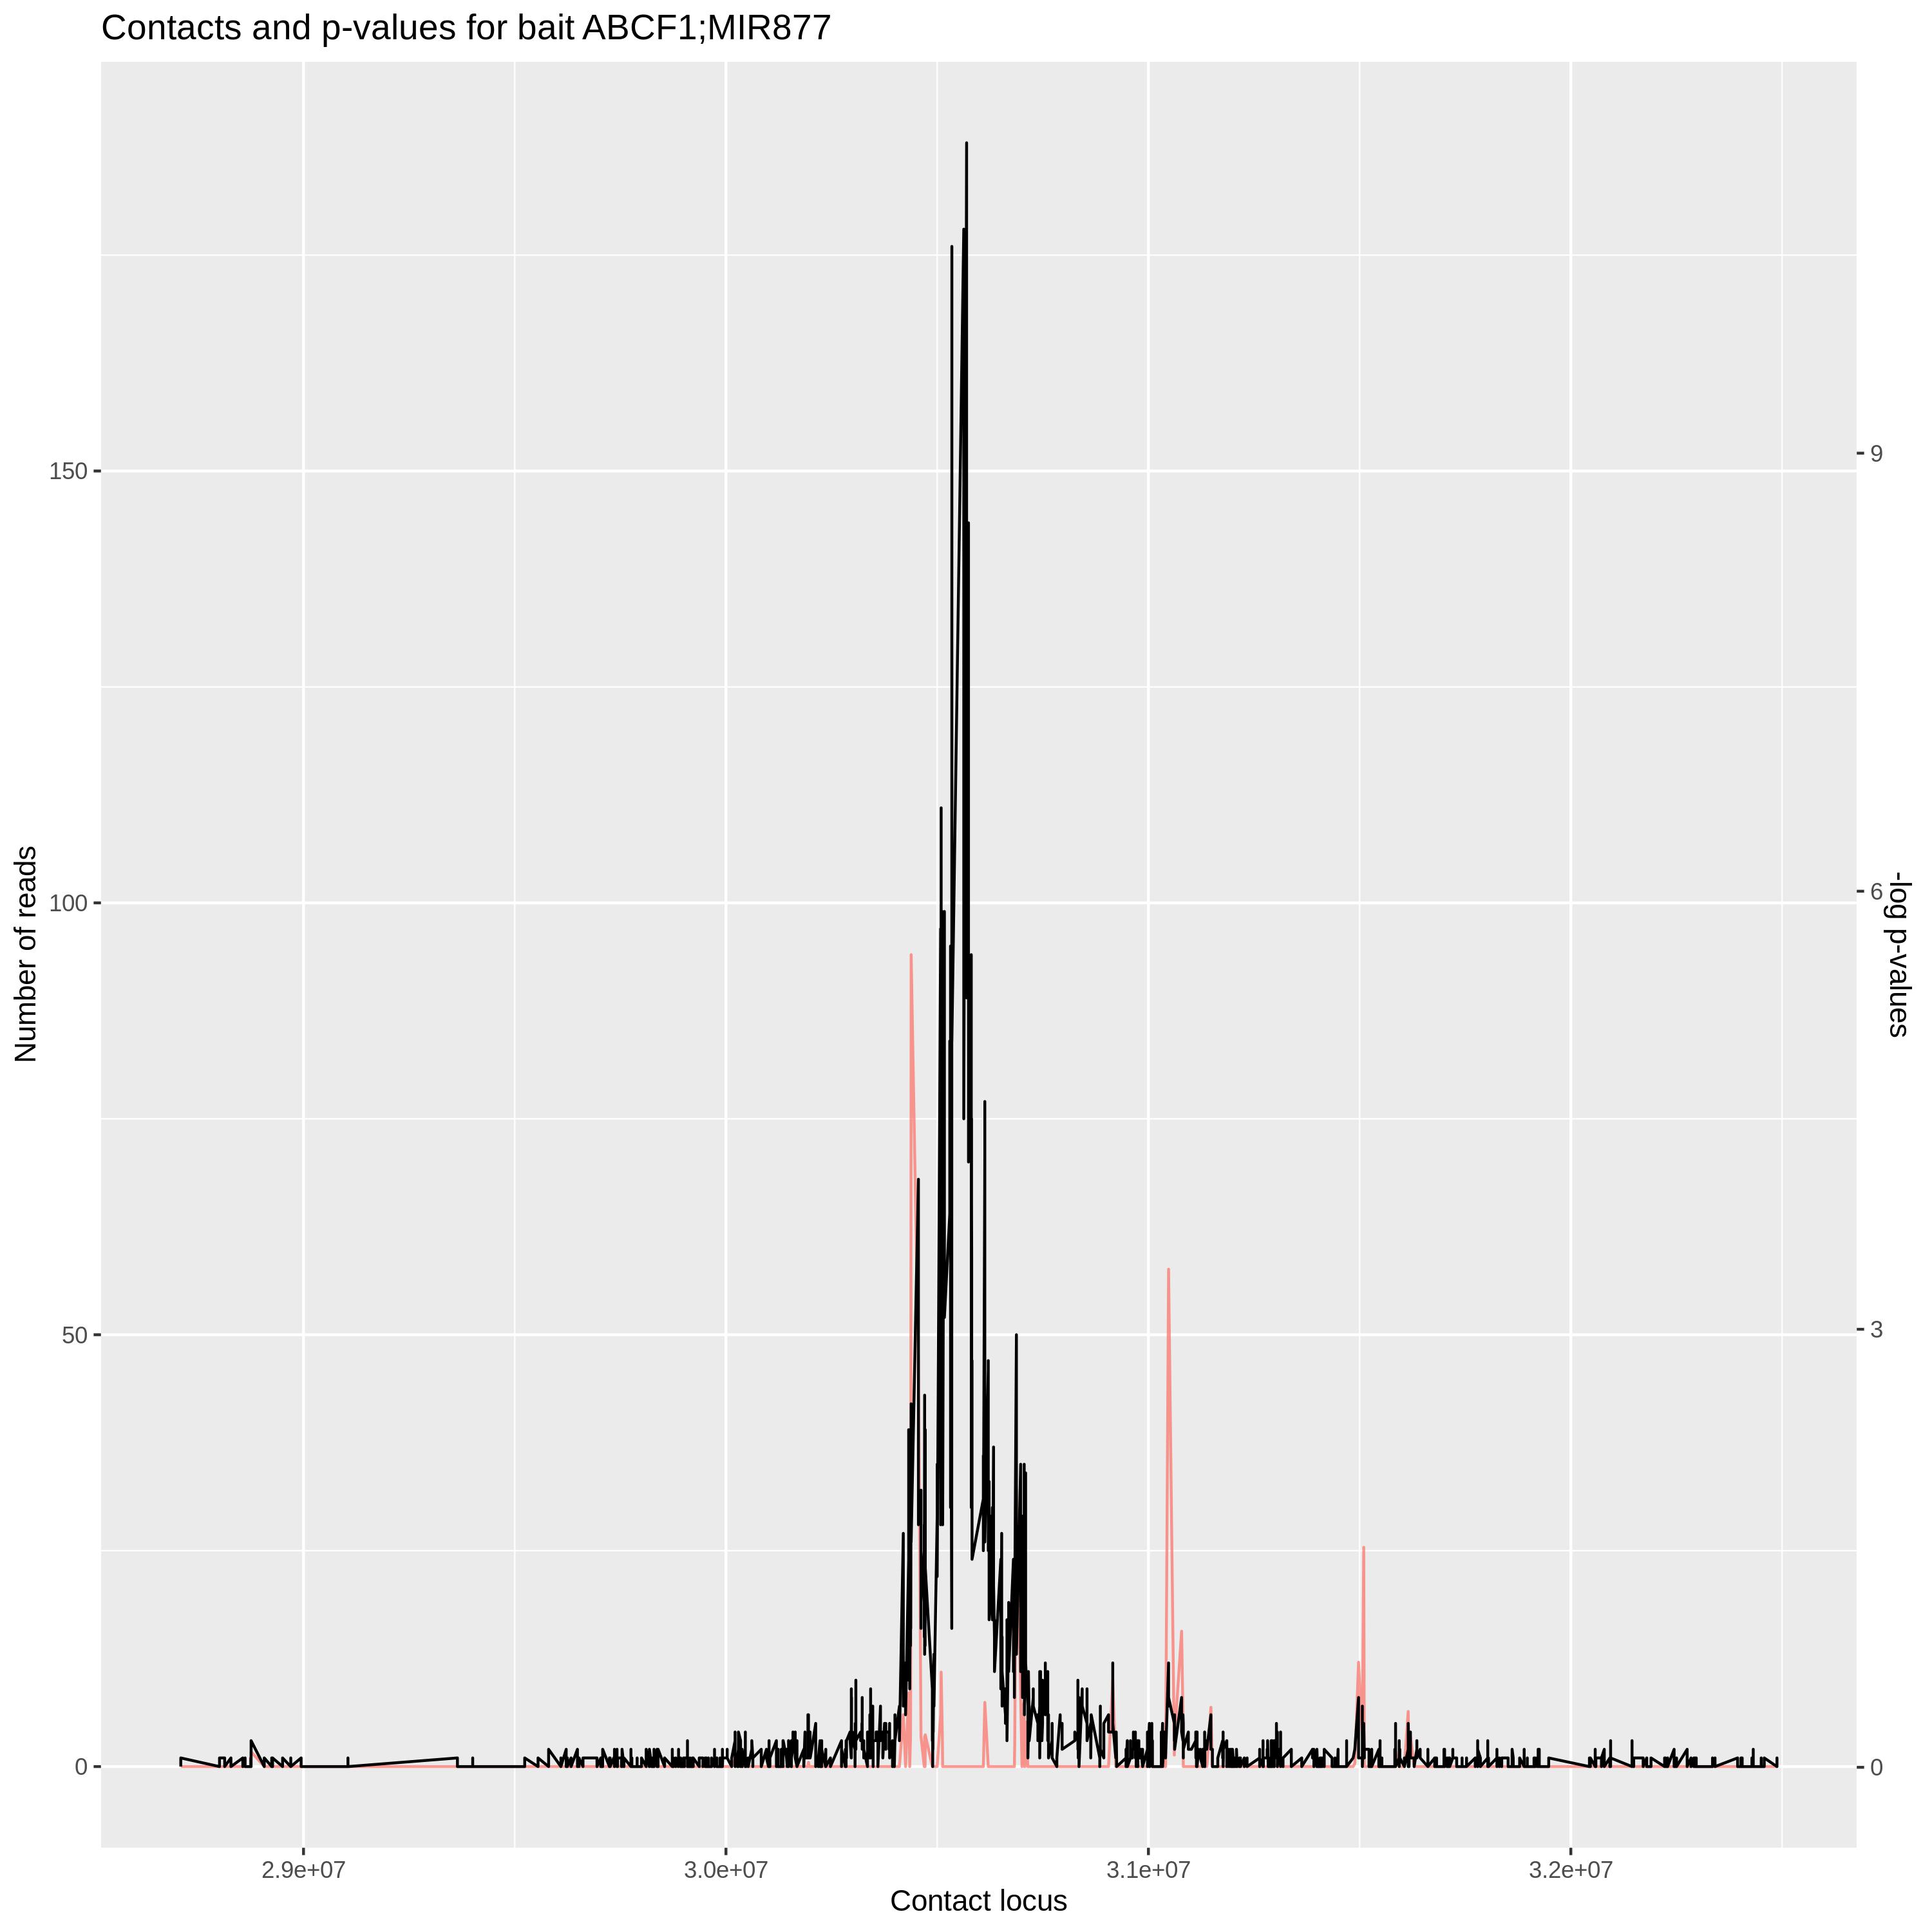 Contacts and p-values for bait ABCF1;MIR877
150
100
50
0
Number of reads
9
6
3
0
-log p-values
2.9e+07
3.0e+07
3.1e+07
3.2e+07
Contact locus